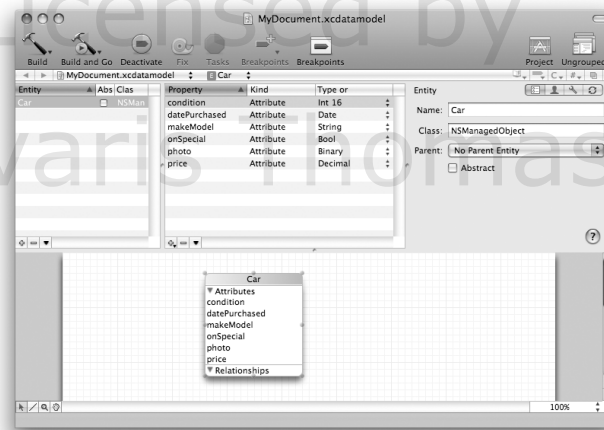 Licensed by
MyDocument.xcdatamodel
Build Build and Go Deactivate Fix Tasks Breakpoints Breakpoints Project Ungrouped
MyDocument.xcdatamodel Car C, #,
Entity Abs Clas
Car NSMan
Property Kind Type or
condition Attribute Int 16
datePurchased Attribute Date
makeModel Attribute String
onSpecial Attribute Bool
photo Attribute Binary
price Attribute Decimal
Entity
Name: Car
Class: NSManagedObject
Parent: No Parent Entity
Abstract
?
varis Thomas
Car
Attributes
condition
datePurchased
makeModel
onSpecial
photo
price
Relationships
100%